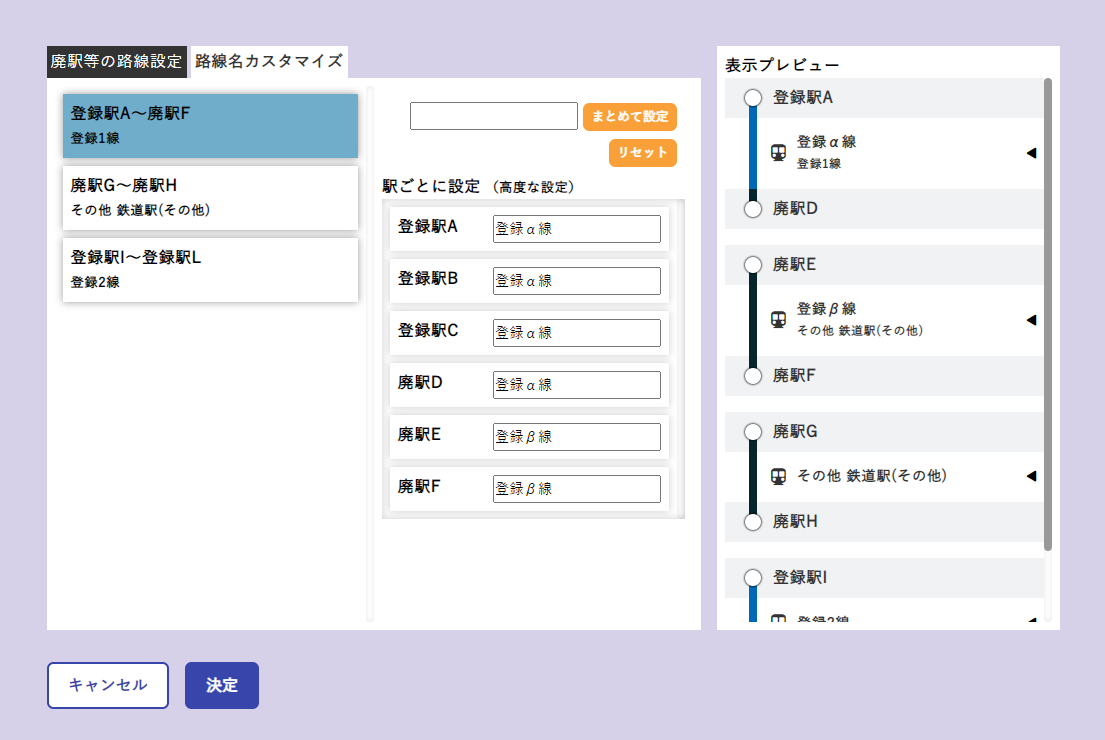 廃駅等の路線設定
路線名カスタマイズ
登録駅A～廃駅F
登録1線
廃駅G～廃駅H
その他 鉄道駅(その他)
登録駅I～登録駅L
登録2線
まとめて設定
リセット
駅ごとに設定 （高度な設定）
登録駅A 登録α線
登録駅B 登録α線
登録駅C 登録α線
廃駅D 登録α線
廃駅E 登録β線
廃駅F 登録β線
表示プレビュー
登録駅A
登録α線
登録1線
廃駅D
廃駅E
登録β線
その他 鉄道駅(その他)
廃駅F
廃駅G
その他 鉄道駅(その他)
廃駅H
登録駅I
登録2線
キャンセル
決定